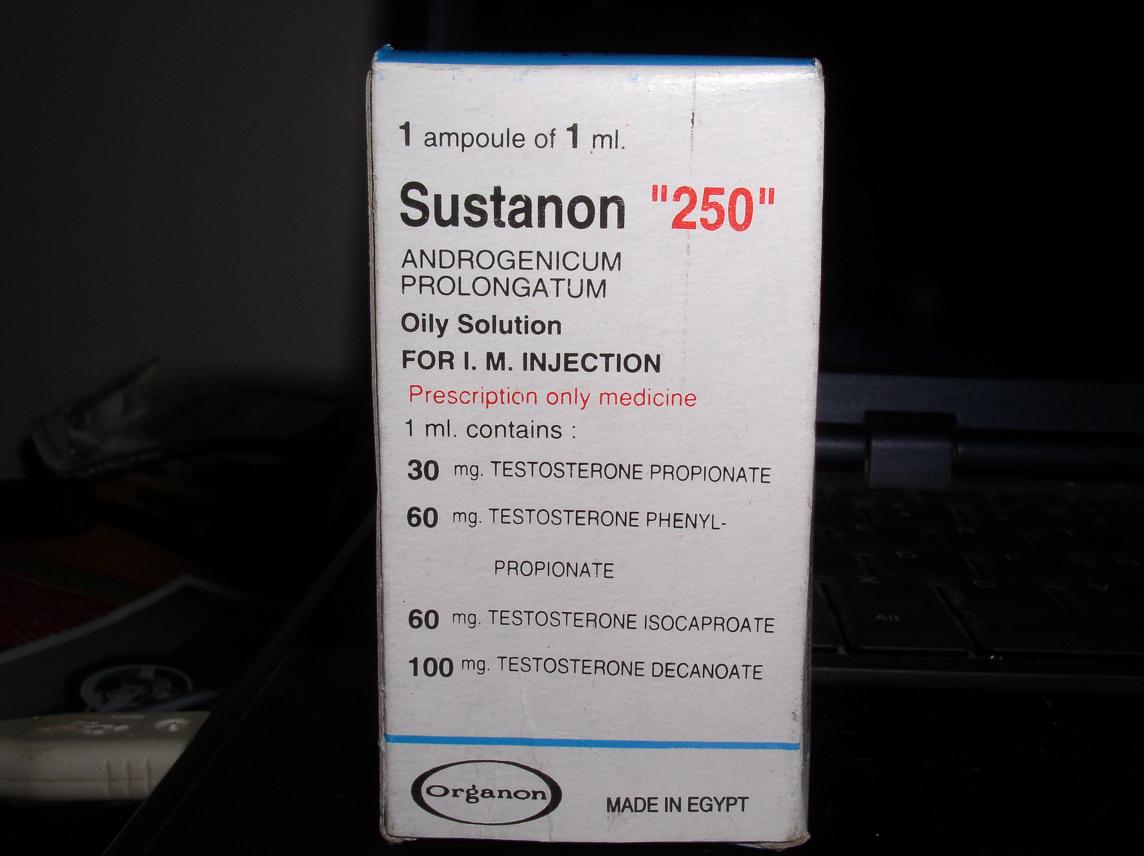 1 ampoule of 1 ml.
Sustanon "250"
ANDROGENICUM
PROLONGATUM
Oily Solution
FOR I. M. INJECTION
Prescription only medicine
1 ml. contains :
30 mg. TESTOSTERONE PROPIONATE
60 mg. TESTOSTERONE PHENYL-
PROPIONATE
60 mg. TESTOSTERONE ISOCAPROATE
100 mg. TESTOSTERONE DECANOATE
Organon
MADE IN EGYPT